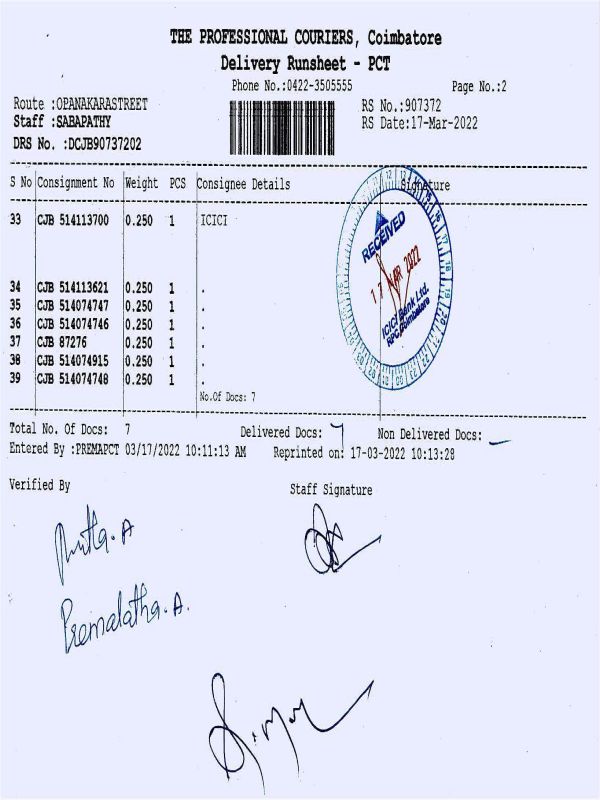 THE PROFESSIONAL COURIERS, Coimbatore
Delivery Runsheet - PCT
Phone No.:0422-3505555 Page No.:2
Route :OPANAKARASTREET RS No.:907372
Staff :SABAPATHY RS Date:17-Mar-2022
DRS No. :DCJB90737202
S No Consignment No Weight PCS Consignee Details Signature
33 CJB 514113700 0.250 1 ICICI
RECEIVED
17 MAR 2022
ICICI Bank Ltd.
RPC, Coimbatore
34 CJB 514113621 0.250 1 .
35 CJB 514074747 0.250 1 .
36 CJB 514074746 0.250 1 .
37 CJB 87276 0.250 1 .
38 CJB 514074915 0.250 1 .
39 CJB 514074748 0.250 1 .
No.Of Docs: 7
Total No. Of Docs: 7 Delivered Docs: 7 Non Delivered Docs: —
Entered By :PREMAPCT 03/17/2022 10:11:13 AM Reprinted on: 17-03-2022 10:13:28
Verified By Staff Signature
Premalatha. A.